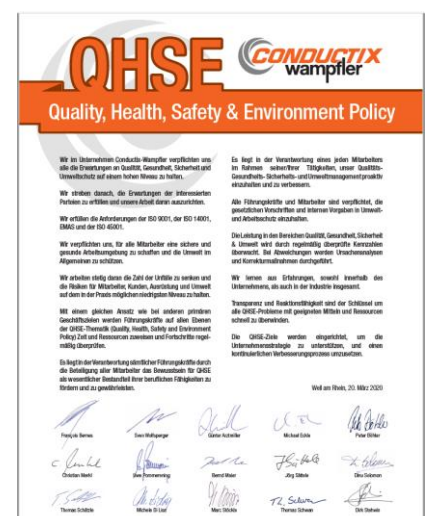 QHSE
CONDUCTIX
wampfler
Quality, Health, Safety & Environment Policy
Wir im Unternehmen Conductix-Wampfler verpflichten uns
alle die Erwartungen an Qualität, Gesundheit, Sicherheit und
Umweltschutz auf einem hohen Niveau zu halten.
Wir streben danach, die Erwartungen der interessierten
Parteien zu erfüllen und unsere Arbeit daran auszurichten.
Wir erfüllen die Anforderungen der ISO 9001, der ISO 14001,
EMAS und der ISO 45001.
Wir verpflichten uns, für alle Mitarbeiter eine sichere und
gesunde Arbeitsumgebung zu schaffen und die Umwelt im
Allgemeinen zu schützen.
Wir arbeiten stetig daran die Zahl der Unfälle zu senken und
die Risiken für Mitarbeiter, Kunden, Ausrüstung und Umwelt
auf dem in der Praxis möglichen niedrigsten Niveau zu halten.
Mit einem gleichen Ansatz wie bei anderen primären
Geschäftszielen werden Führungskräfte auf allen Ebenen
der QHSE-Thematik (Quality, Health, Safety and Environment
Policy) Zeit und Ressourcen zuweisen und Fortschritte regel-
mäßig überprüfen.
Es liegt in der Verantwortung sämtlicher Führungskräfte durch
die Beteiligung aller Mitarbeiter das Bewusstsein für QHSE
als wesentlicher Bestandteil ihrer beruflichen Fähigkeiten zu
fördern und zu gewährleisten.
Es liegt in der Verantwortung eines jeden Mitarbeiters
im Rahmen seiner/ihrer Tätigkeiten, unser Qualitäts-
Gesundheits- Sicherheits- und Umweltmanagement proaktiv
einzuhalten und zu verbessern.
Alle Führungskräfte und Mitarbeiter sind verpflichtet, die
gesetzlichen Vorschriften und internen Vorgaben in Umwelt-
und Arbeitsschutz einzuhalten.
Die Leistung in den Bereichen Qualität, Gesundheit, Sicherheit
& Umwelt wird durch regelmäßig überprüfte Kennzahlen
überwacht. Bei Abweichungen werden Ursachenanalysen
und Korrekturmaßnahmen durchgeführt.
Wir lernen aus Erfahrungen, sowohl innerhalb des
Unternehmens, als auch in der Industrie insgesamt.
Transparenz und Reaktionsfähigkeit sind der Schlüssel um
alle QHSE-Probleme mit geeigneten Mitteln und Ressourcen
schnell zu überwinden.
Die QHSE-Ziele werden eingerichtet, um die
Unternehmensstrategie zu unterstützen, und einen
kontinuierlichen Verbesserungsprozess umzusetzen.
Weil am Rhein, 20. März 2020
François Bernes Sven Wolfsperger Günter Michael Peter Böhler
Christian Merkt Uwe Bernd Maier Jörg Dinu Soloman
Thomas Schätzle Michele Di Marc Thomas Schwan Dirk